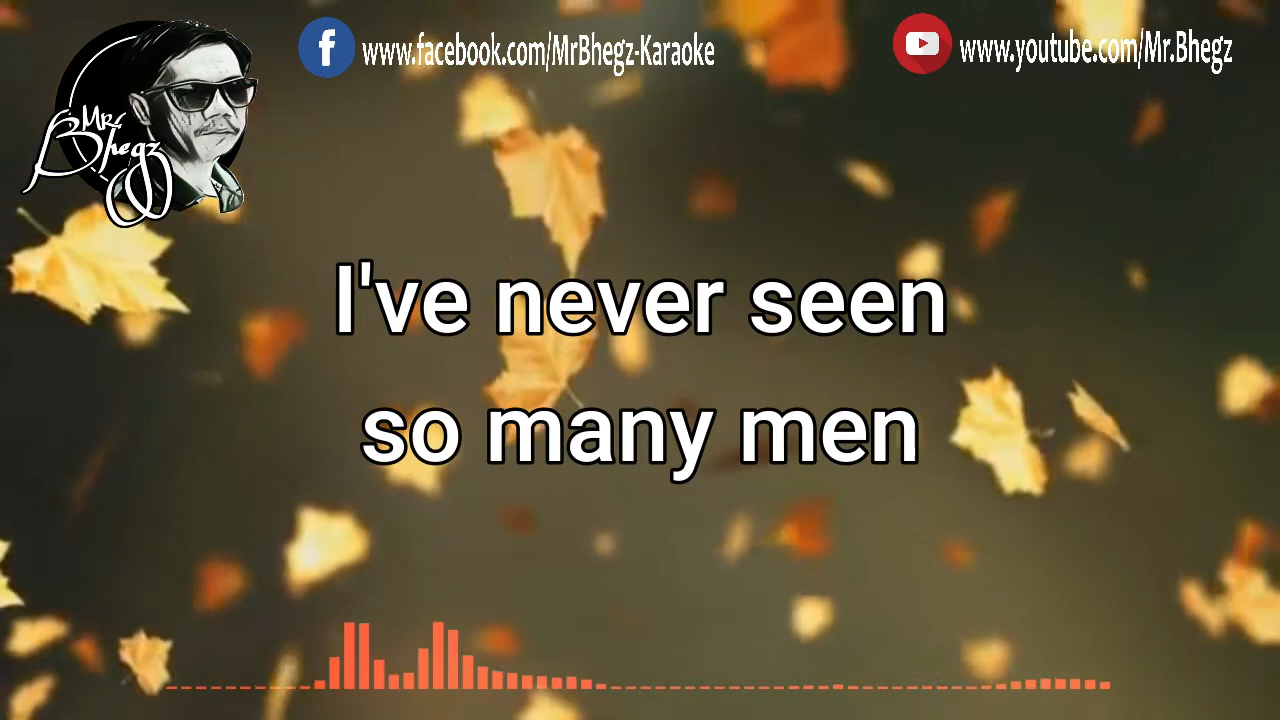 Mr.
Bhegz
f www.facebook.com/MrBhegz-Karaoke
www.youtube.com/Mr.Bhegz
I've never seen
so many men